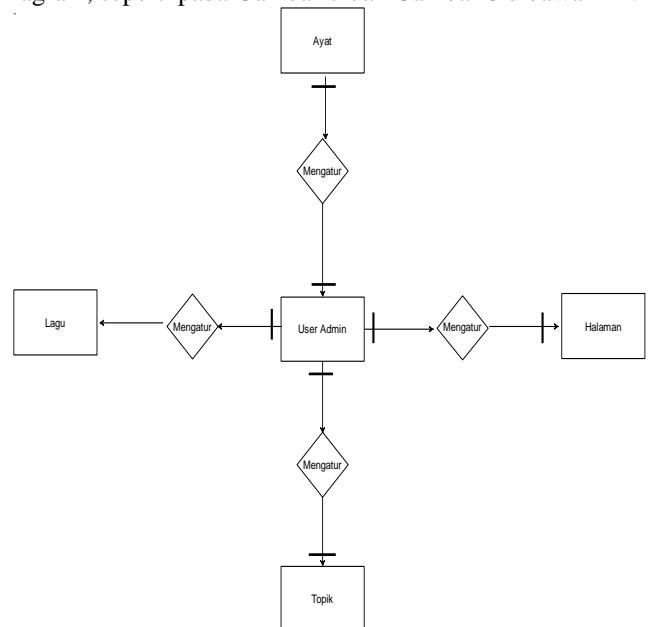 Ayat
Mengatur
Lagu
Mengatur
User Admin
Mengatur
Halaman
Mengatur
Topik